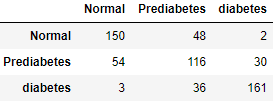 Normal Prediabetes diabetes
Normal 150 48 2
Prediabetes 54 116 30
diabetes 3 36 161